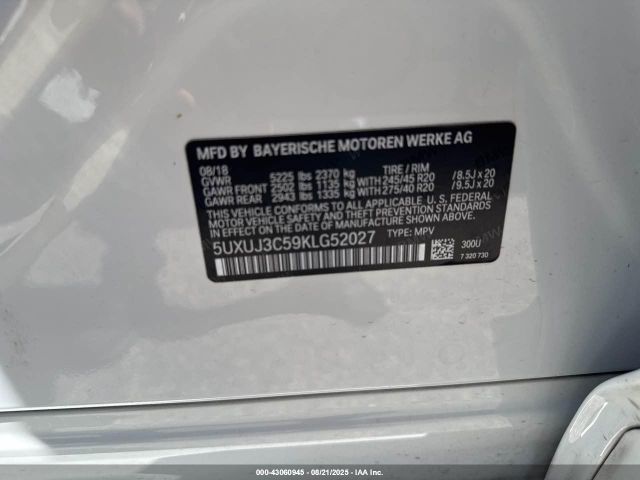 MFD BY BAYERISCHE MOTOREN WERKE AG
08/18
GVWR 5225 lbs 2370 kg TIRE / RIM
GAWR FRONT 2502 lbs 1135 kg WITH 245/45 R20 / 8.5J x 20
GAWR REAR 2943 lbs 1335 kg WITH 275/40 R20 / 9.5J x 20
THIS VEHICLE CONFORMS TO ALL APPLICABLE U. S. FEDERAL
MOTOR VEHICLE SAFETY, AND THEFT PREVENTION STANDARDS
IN EFFECT ON THE DATE OF MANUFACTURE SHOWN ABOVE.
5UXUJ3C59KLG52027 TYPE: MPV
300U
7 320 730
000-43060945 - 08/21/2025 - IAA Inc.